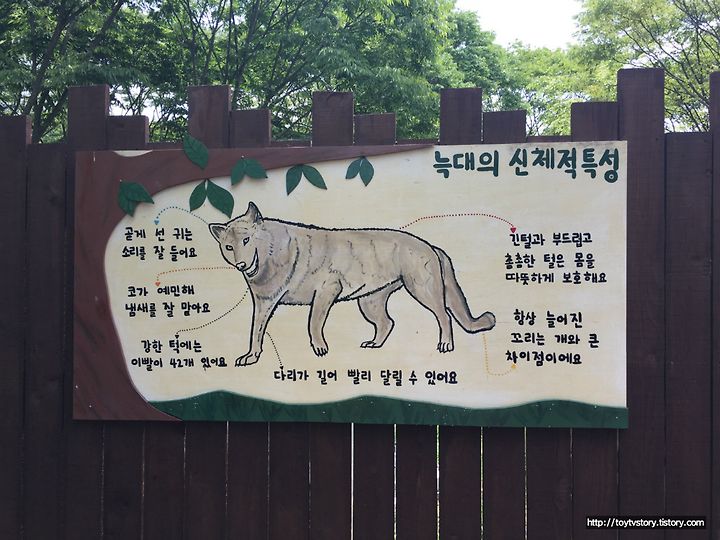 늑대의 신체적특성
곧게 선 귀는
소리를 잘 들어요
코가 예민해
냄새를 잘 맡아요
강한 턱에는
이빨이 42개 있어요
다리가 길어 빨리 달릴 수 있어요
긴털과 부드럽고
촘촘한 털은 몸을
따뜻하게 보호해요
항상 늘어진
꼬리는 개와 큰
차이점이에요
http://toytvstory.tistory.com